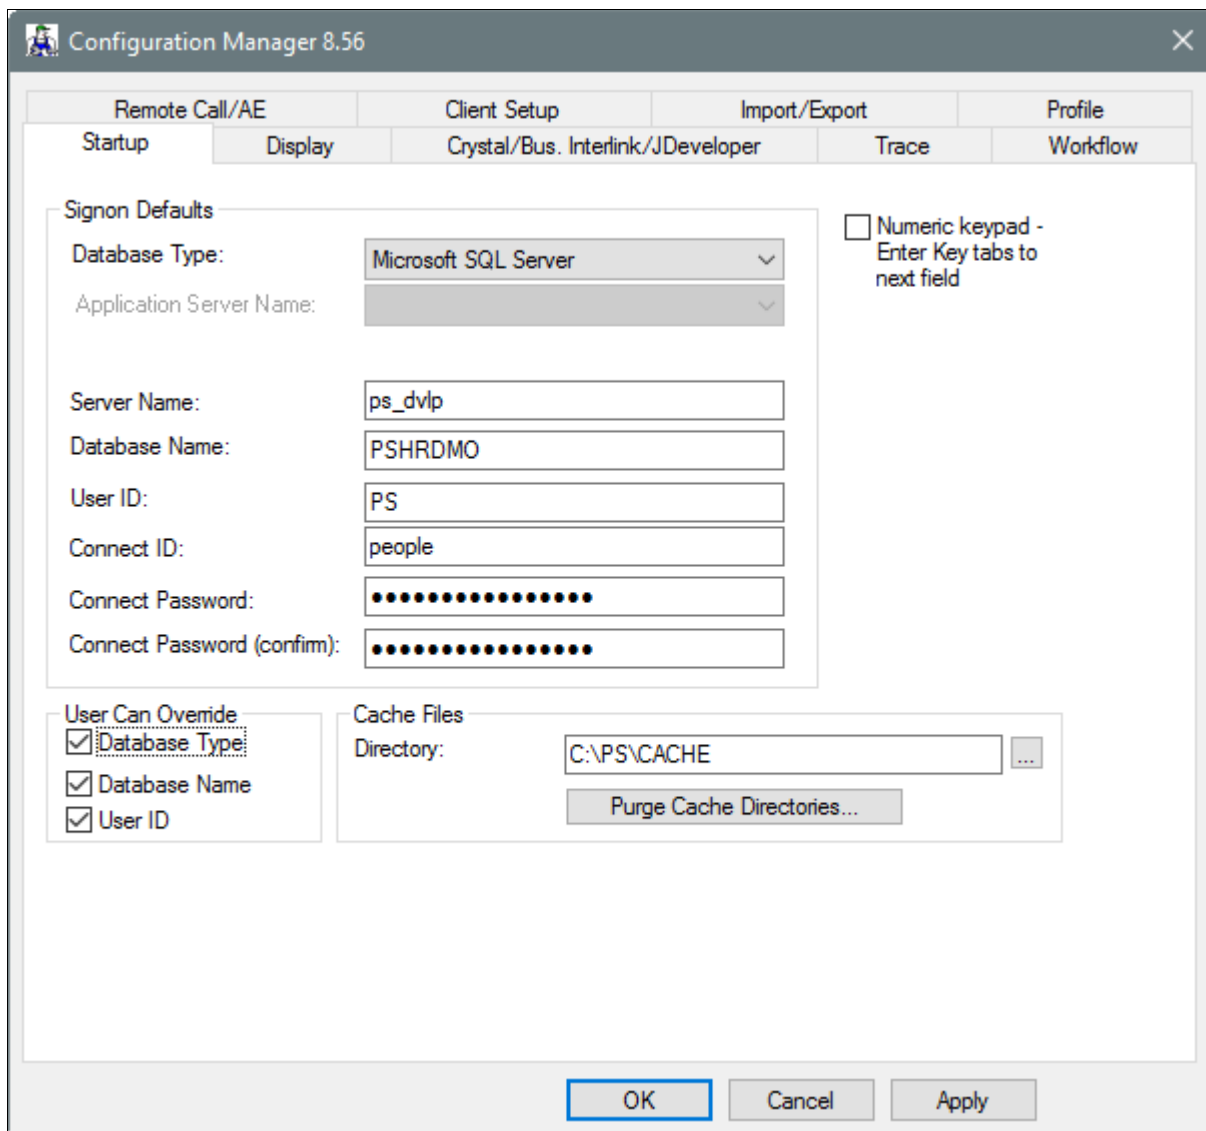 Configuration Manager 8.56
Remote Call/AE Client Setup Import/Export Profile
Startup Display Crystal/Bus. Interlink/JDeveloper Trace Workflow
Signon Defaults
Database Type: Microsoft SQL Server
Application Server Name:
Numeric keypad -
Enter Key tabs to
next field
Server Name: ps_dvlp
Database Name: PSHRDMO
User ID: PS
Connect ID: people
Connect Password: ••••••••••••••••
Connect Password (confirm): ••••••••••••••••
User Can Override
Database Type
Database Name
User ID
Cache Files
Directory: C:\PS\CACHE ...
Purge Cache Directories...
OK Cancel Apply